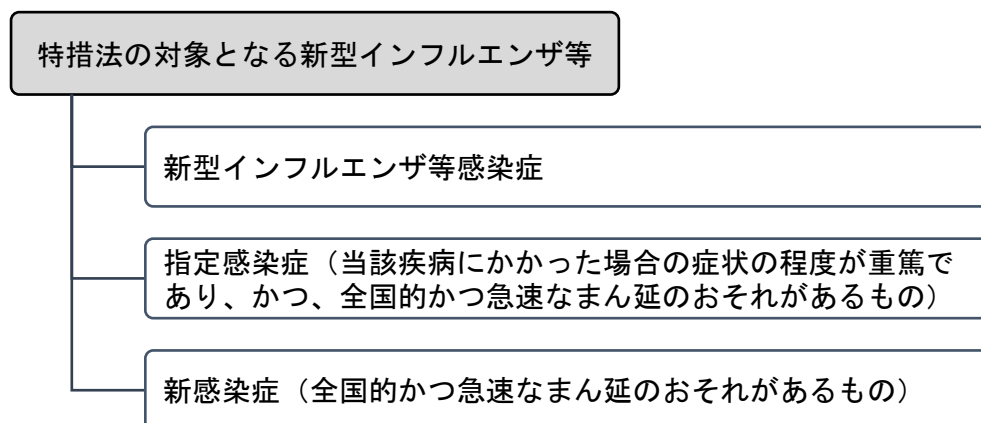 特措法の対象となる新型インフルエンザ等
新型インフルエンザ等感染症
指定感染症（当該疾病にかかった場合の症状の程度が重篤で
あり、かつ、全国的かつ急速なまん延のおそれがあるもの）
新感染症（全国的かつ急速なまん延のおそれがあるもの）